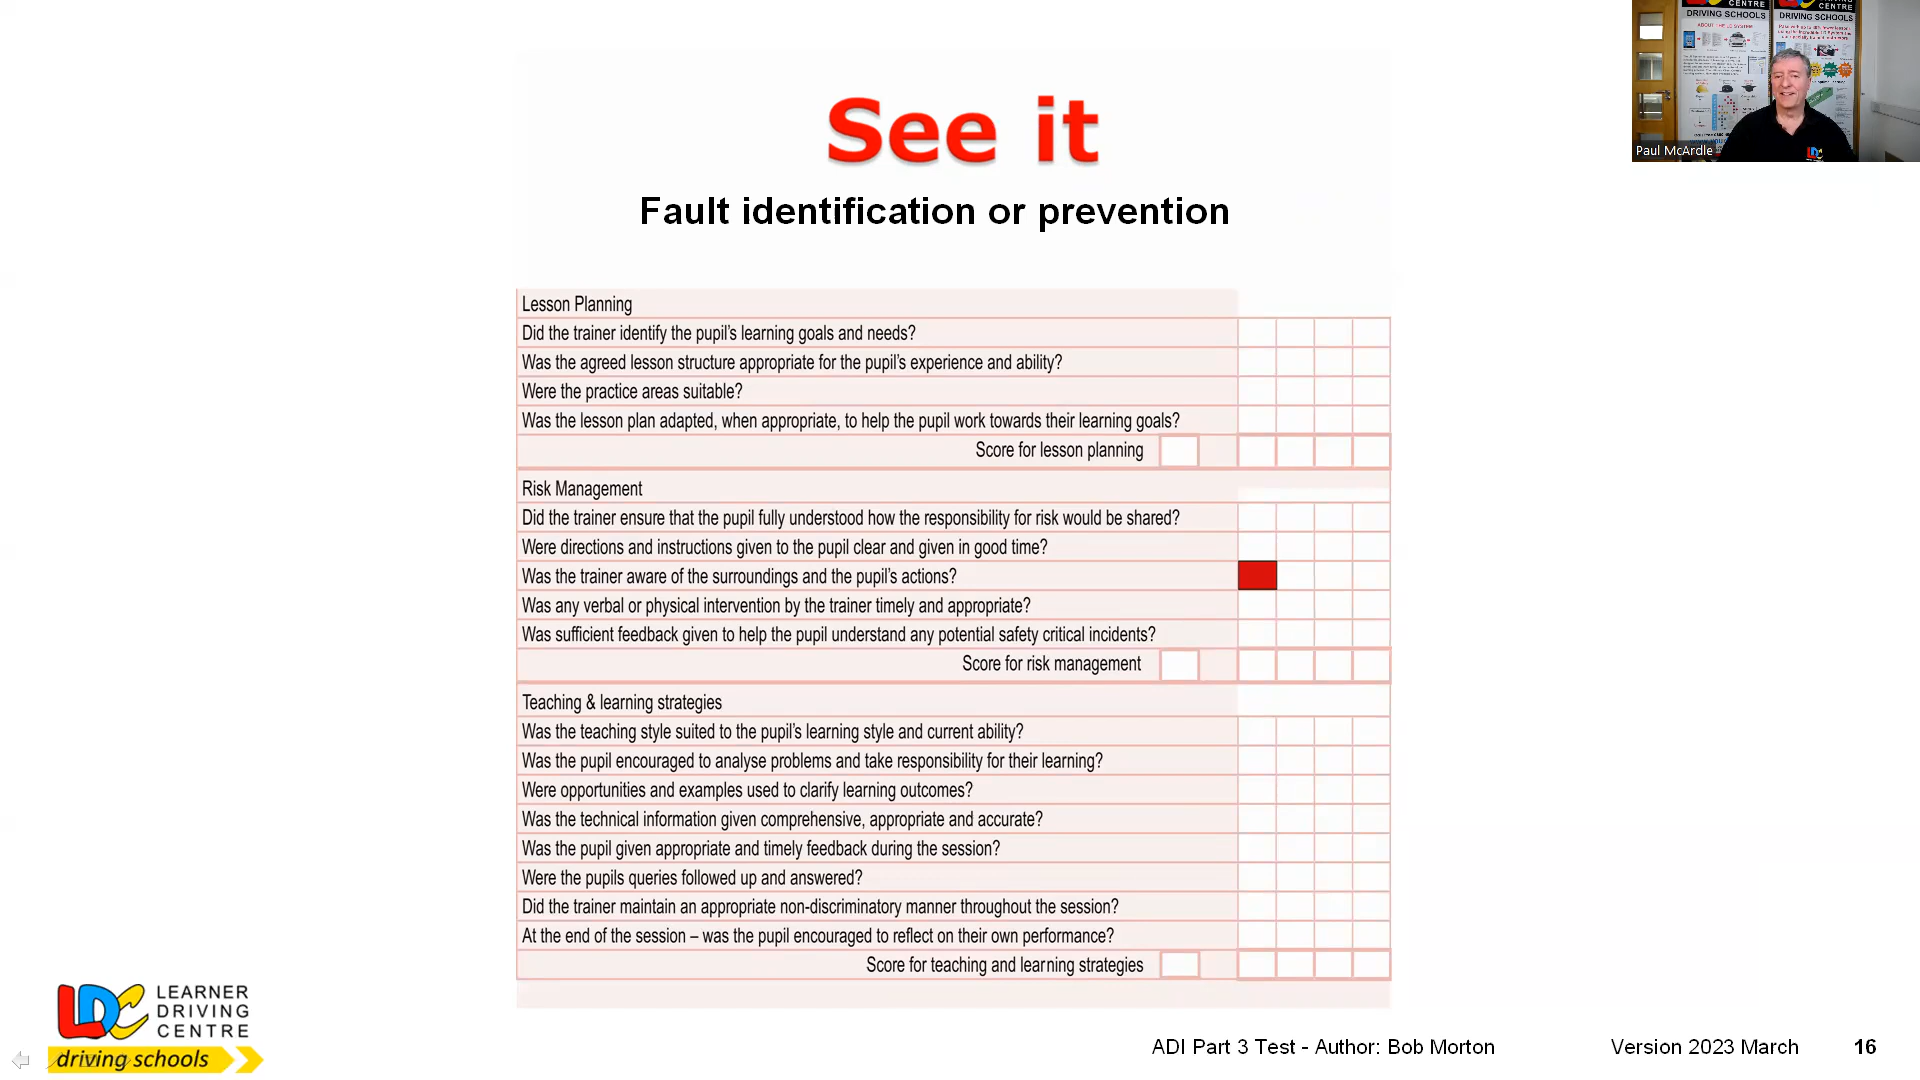 See it
Fault identification or prevention
CENTRE CENTRE
DRIVING SCHOOLS DRIVING SCHOOLS
Paul McArdle
Lesson Planning
Did the trainer identify the pupil's learning goals and needs?
Was the agreed lesson structure appropriate for the pupil's experience and ability?
Were the practice areas suitable?
Was the lesson plan adapted, when appropriate, to help the pupil work towards their learning goals?
Score for lesson planning
Risk Management
Did the trainer ensure that the pupil fully understood how the responsibility for risk would be shared?
Were directions and instructions given to the pupil clear and given in good time?
Was the trainer aware of the surroundings and the pupil's actions?
Was any verbal or physical intervention by the trainer timely and appropriate?
Was sufficient feedback given to help the pupil understand any potential safety critical incidents?
Score for risk management
Teaching & learning strategies
Was the teaching style suited to the pupil's learning style and current ability?
Was the pupil encouraged to analyse problems and take responsibility for their learning?
Were opportunities and examples used to clarify learning outcomes?
Was the technical information given comprehensive, appropriate and accurate?
Was the pupil given appropriate and timely feedback during the session?
Were the pupils queries followed up and answered?
Did the trainer maintain an appropriate non-discriminatory manner throughout the session?
At the end of the session – was the pupil encouraged to reflect on their own performance?
Score for teaching and learning strategies
LDC LEARNER
DRIVING
CENTRE
driving schools
ADI Part 3 Test - Author: Bob Morton Version 2023 March 16